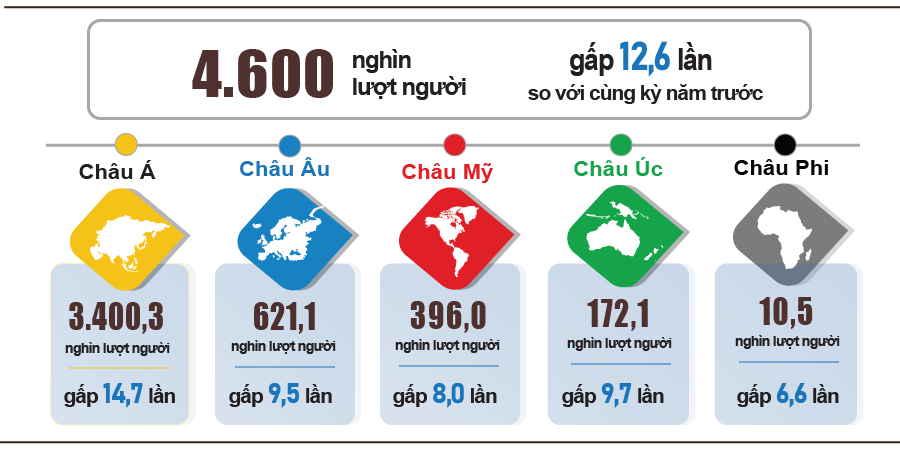 4.600
nghìn
lượt người
gấp 12,6 lần
so với cùng kỳ năm trước
Châu Á
Châu Âu
Châu Mỹ
Châu Úc
Châu Phi
3.400,3
nghìn lượt người
gấp 14,7 lần
621,1
nghìn lượt người
gấp 9,5 lần
396,0
nghìn lượt người
gấp 8,0 lần
172,1
nghìn lượt người
gấp 9,7 lần
10,5
nghìn lượt người
gấp 6,6 lần